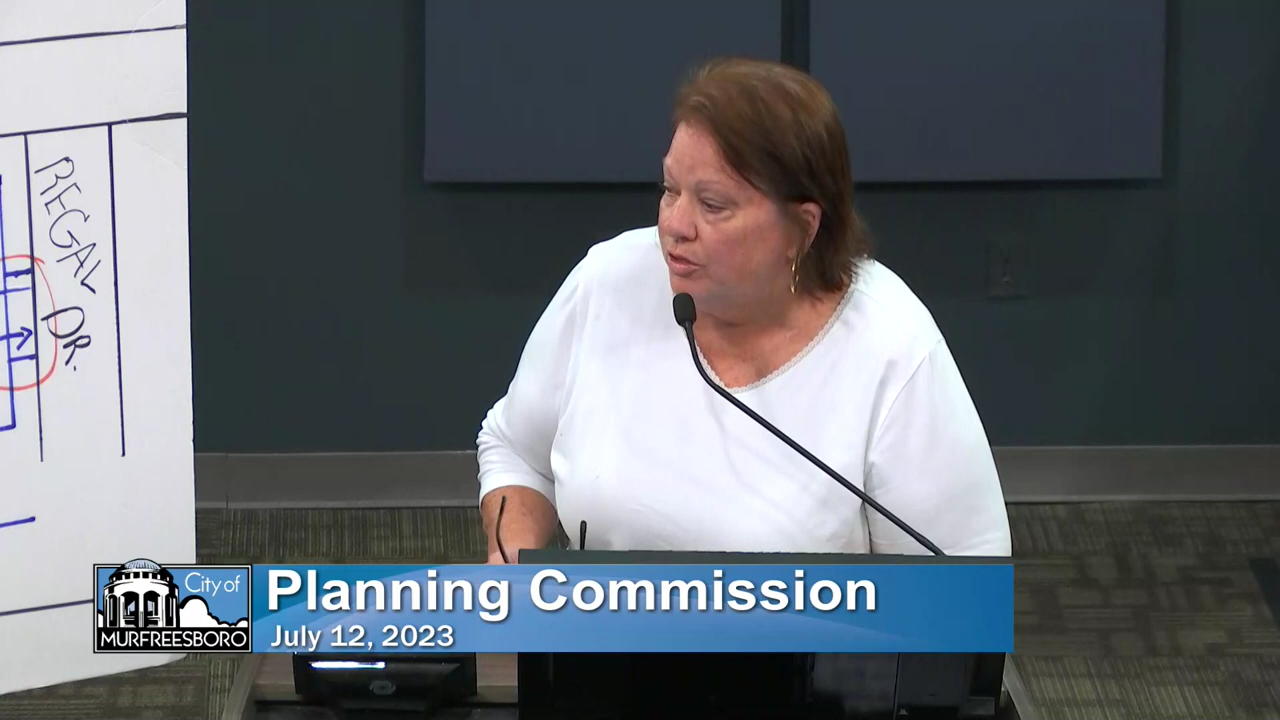 REGAL
DR.
City of
MURFREESBORO
Planning Commission
July 12, 2023